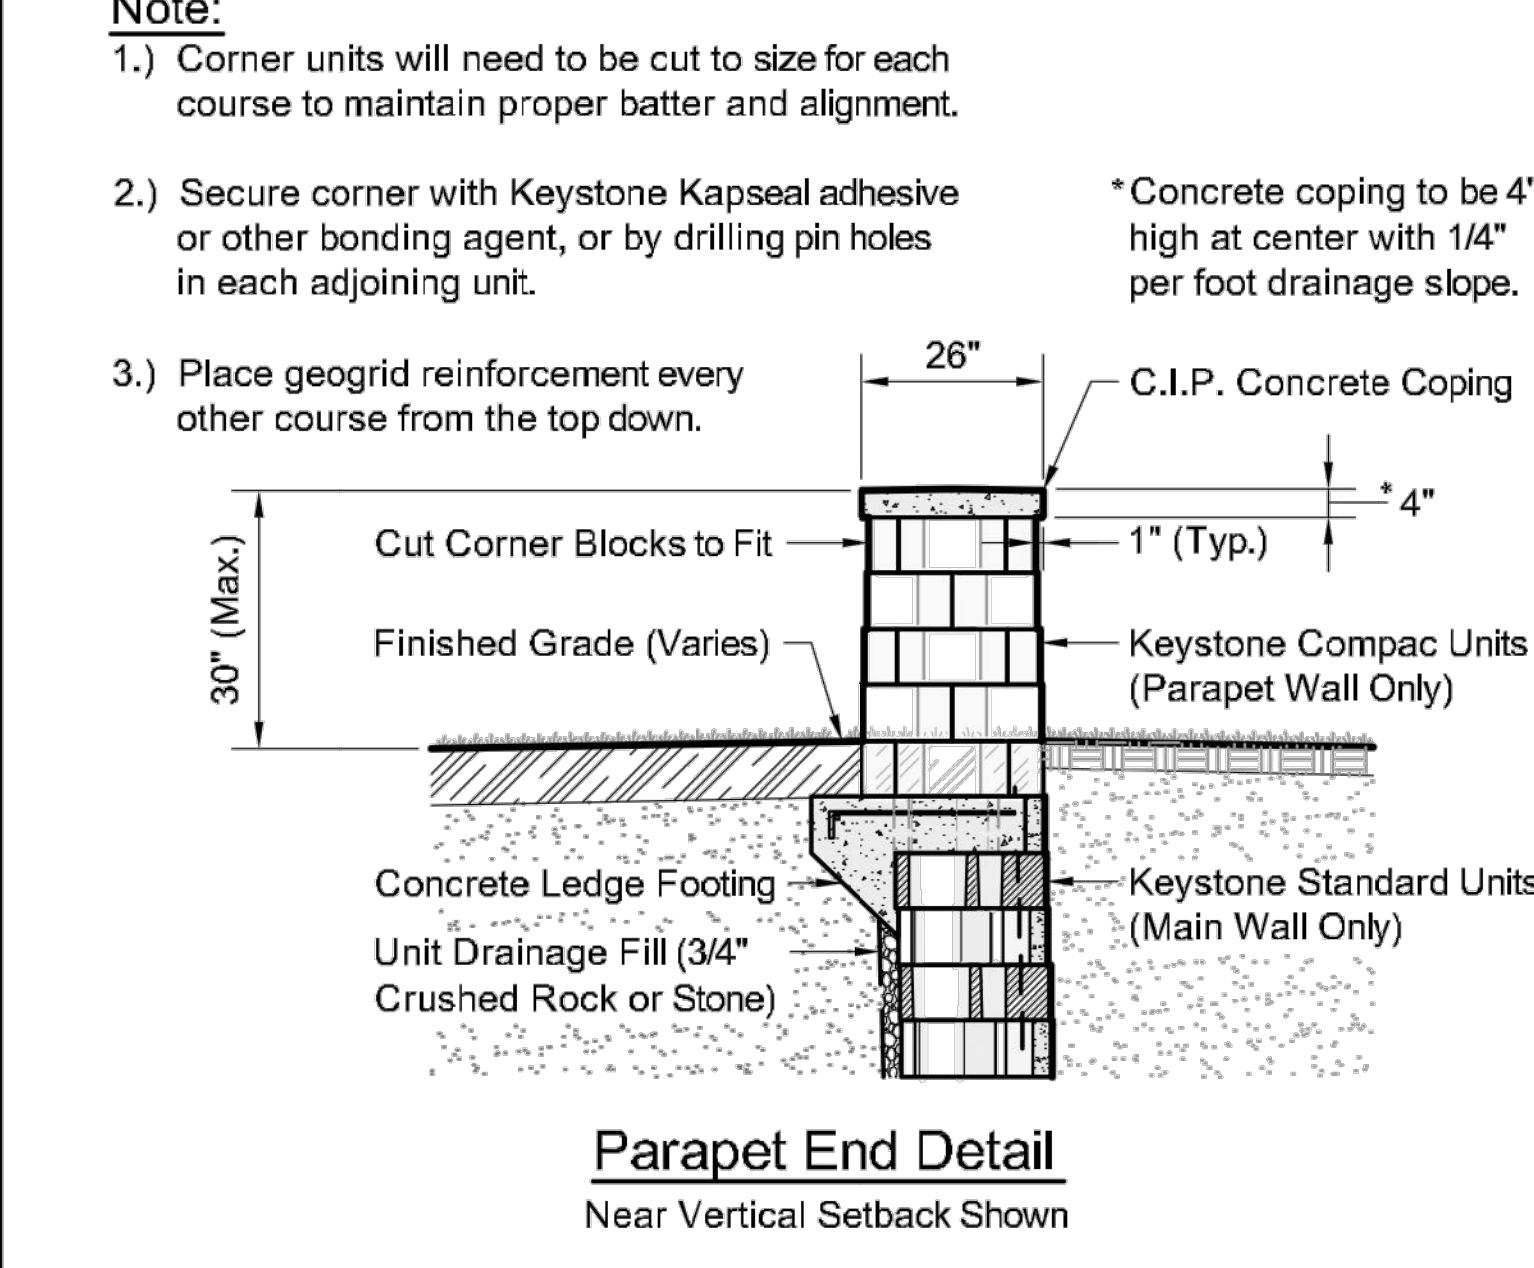 Note:
1.) Corner units will need to be cut to size for each
course to maintain proper batter and alignment.
2.) Secure corner with Keystone Kapseal adhesive
or other bonding agent, or by drilling pin holes
in each adjoining unit.
*Concrete coping to be 4"
high at center with 1/4"
per foot drainage slope.
3.) Place geogrid reinforcement every
other course from the top down.
26"
C.I.P. Concrete Coping
* 4"
Cut Corner Blocks to Fit
1" (Typ.)
30" (Max.)
Finished Grade (Varies)
Keystone Compac Units
(Parapet Wall Only)
Concrete Ledge Footing
Keystone Standard Units
(Main Wall Only)
Unit Drainage Fill (3/4"
Crushed Rock or Stone)
Parapet End Detail
Near Vertical Setback Shown